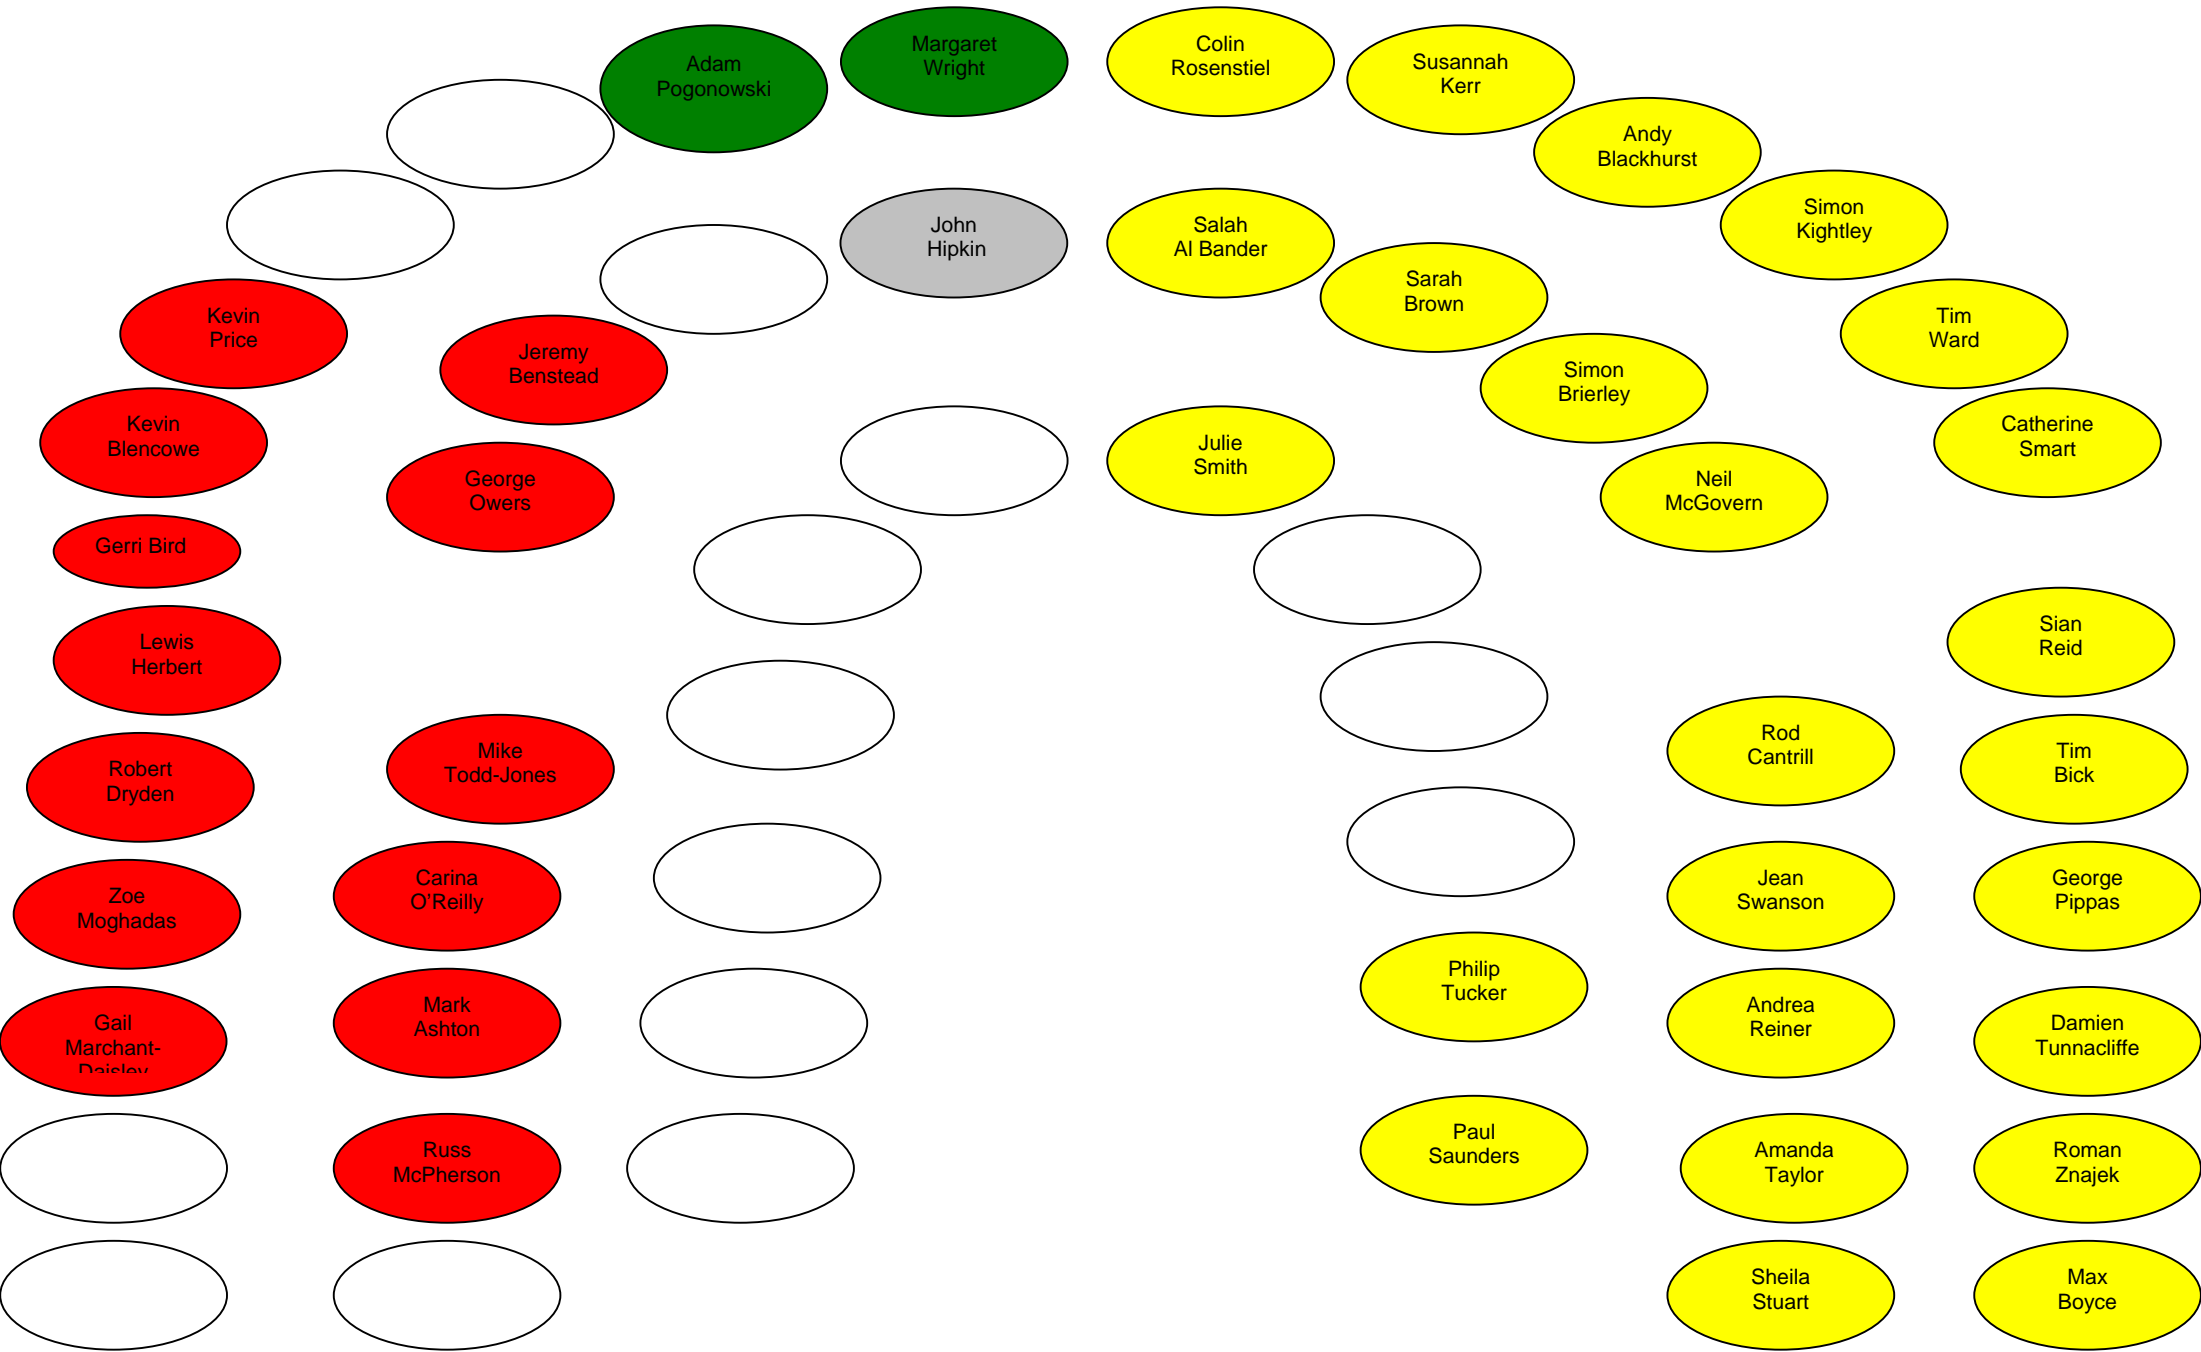 Margaret
Wright
Colin
Rosenstiel
Adam
Pogonowski
Susannah
Kerr
Andy
Blackhurst
Simon
Kightley
John
Hipkin
Salah
Al Bander
Sarah
Brown
Kevin
Price
Tim
Ward
Jeremy
Benstead
Simon
Brierley
Kevin
Blencowe
Catherine
Smart
Julie
Smith
George
Owers
Neil
McGovern
Gerri Bird
Sian
Reid
Lewis
Herbert
Rod
Cantrill
Mike
Todd-Jones
Tim
Bick
Robert
Dryden
Carina
O'Reilly
Jean
Swanson
George
Pippas
Zoe
Moghadas
Philip
Tucker
Mark
Ashton
Andrea
Reiner
Gail
Marchant-
Daisley
Damien
Tunnacliffe
Paul
Saunders
Russ
McPherson
Amanda
Taylor
Roman
Znajek
Sheila
Stuart
Max
Boyce